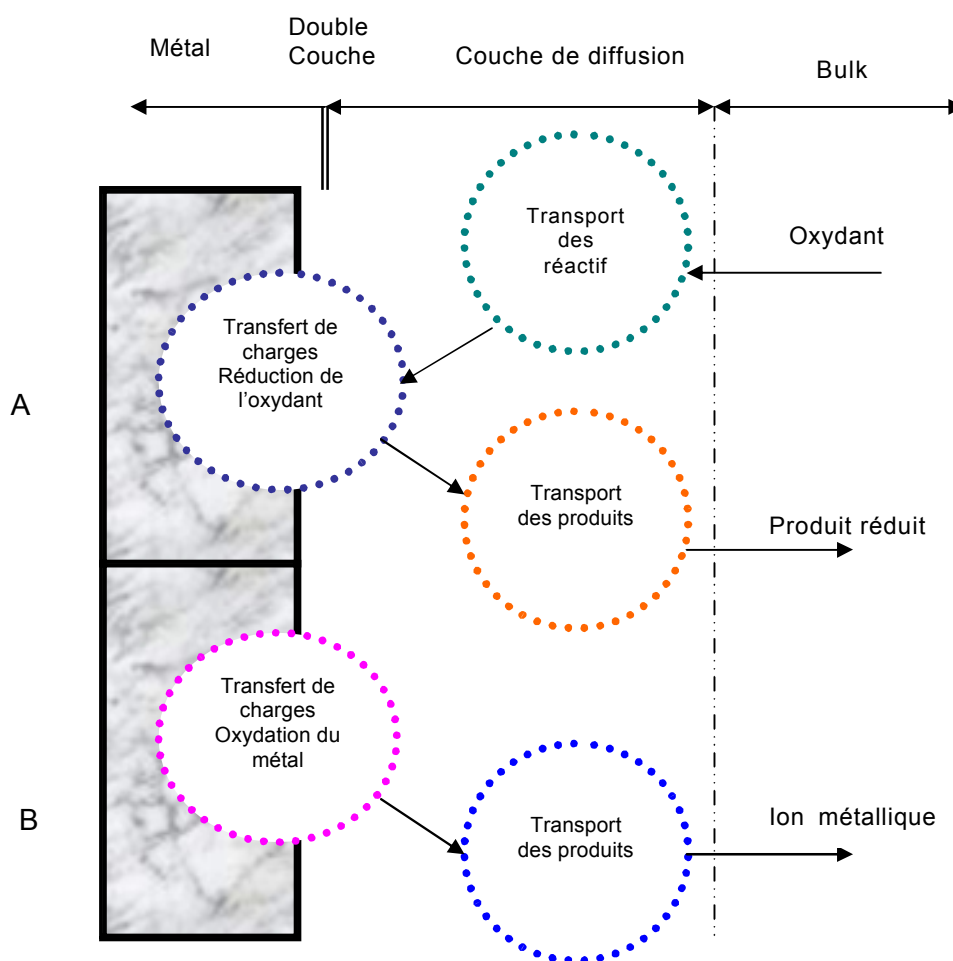 Métal
Double
Couche
Couche de diffusion
Bulk
Transport
des
réactif
Oxydant
Transfert de
charges
Réduction de
l'oxydant
A
Transport
des produits
Produit réduit
Transfert de
charges
Oxydation du
métal
B
Transport
des produits
Ion métallique